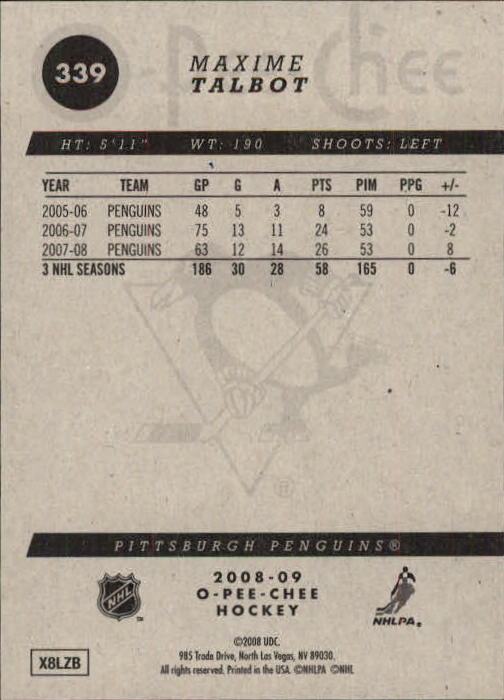 O-Pee-Chee
339
MAXIME
TALBOT
HT: 5'11" WT: 190 SHOOTS: LEFT
YEAR TEAM GP G A PTS PIM PPG +/-
2005-06 PENGUINS 48 5 3 8 59 0 -12
2006-07 PENGUINS 75 13 11 24 53 0 -2
2007-08 PENGUINS 63 12 14 26 53 0 8
3 NHL SEASONS 186 30 28 58 165 0 -6
®
PITTSBURGH PENGUINS®
NHL
TM
2008-09
O-PEE-CHEE
HOCKEY
NHLPA®
©2008 UDC.
985 Trade Drive, North Las Vegas, NV 89030.
All rights reserved. Printed in the USA. ©NHLPA ©NHL
X8LZB